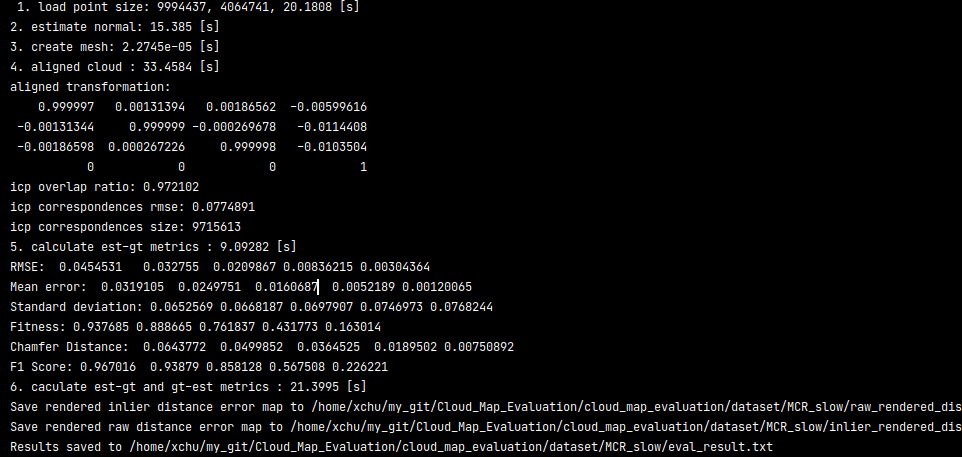 1. load point size: 9994437, 4064741, 20.1808 [s]
2. estimate normal: 15.385 [s]
3. create mesh: 2.2745e-05 [s]
4. aligned cloud : 33.4584 [s]
aligned transformation:
0.999997 0.00131394 0.00186562 -0.00599616
-0.00131344 0.999999 -0.000269678 -0.0114408
-0.00186598 0.000267226 0.999998 -0.0103504
0 0 0 1
icp overlap ratio: 0.972102
icp correspondences rmse: 0.0774891
icp correspondences size: 9715613
5. calculate est-gt metrics : 9.09282 [s]
RMSE: 0.0454531 0.032755 0.0209867 0.00836215 0.00304364
Mean error: 0.0319105 0.0249751 0.0160687 0.0052189 0.00120065
Standard deviation: 0.0652569 0.0668187 0.0697907 0.0746973 0.0768244
Fitness: 0.937685 0.888665 0.761837 0.431773 0.163014
Chamfer Distance: 0.0643772 0.0499852 0.0364525 0.0189502 0.00750892
F1 Score: 0.967016 0.93879 0.858128 0.567508 0.226221
6. caculate est-gt and gt-est metrics : 21.3995 [s]
Save rendered inlier distance error map to /home/xchu/my_git/Cloud_Map_Evaluation/cloud_map_evaluation/dataset/MCR_slow/raw_rendered_dis
Save rendered raw distance error map to /home/xchu/my_git/Cloud_Map_Evaluation/cloud_map_evaluation/dataset/MCR_slow/inlier_rendered_dis
Results saved to /home/xchu/my_git/Cloud_Map_Evaluation/cloud_map_evaluation/dataset/MCR_slow/eval_result.txt